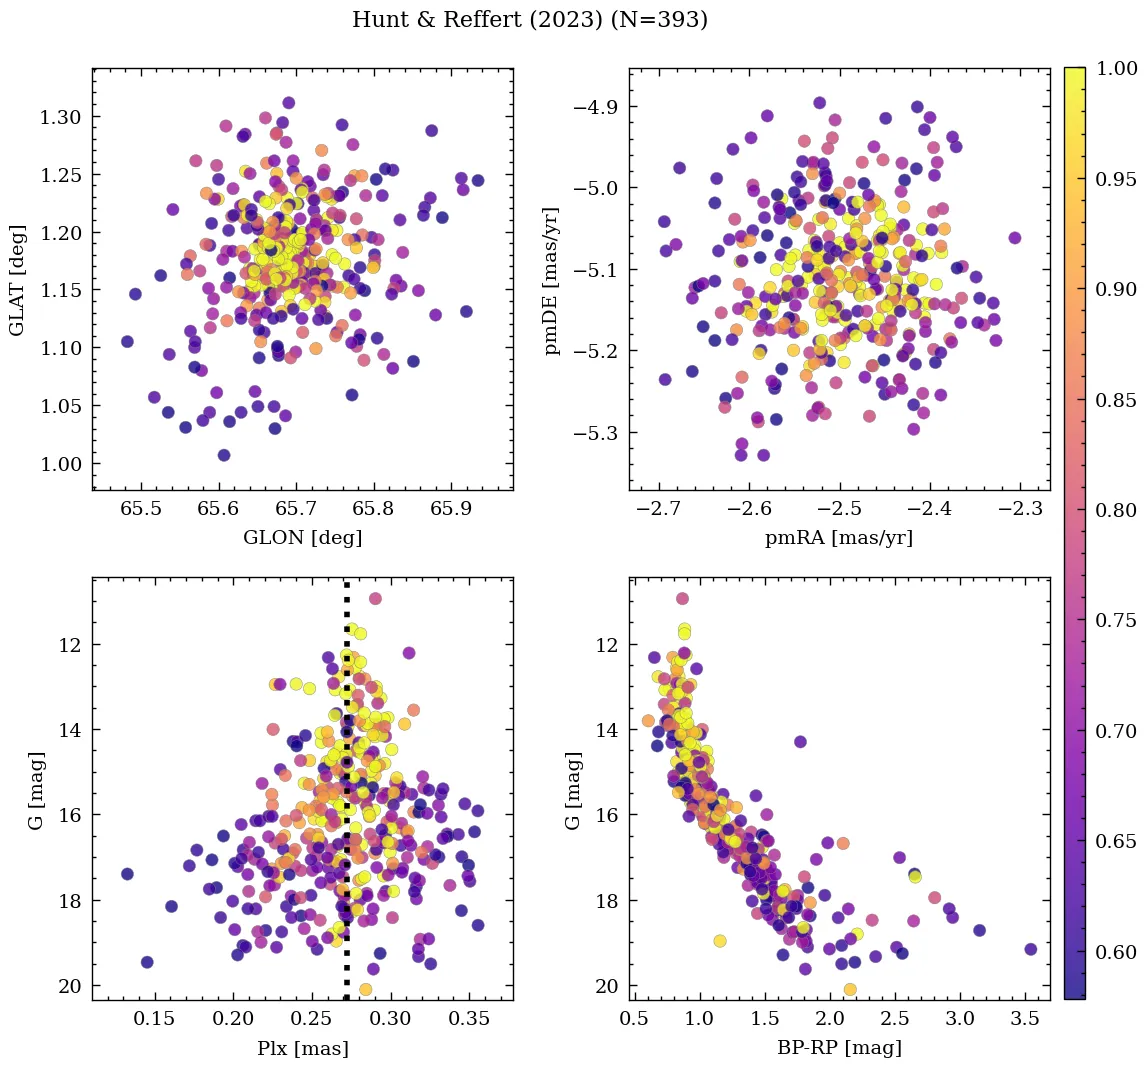 Hunt & Reffert (2023) (N=393)
1.30
1.25
1.20
1.15
1.10
1.05
1.00
GLAT [deg]
65.5 65.6 65.7 65.8 65.9
GLON [deg]
−4.9
−5.0
−5.1
−5.2
−5.3
pmDE [mas/yr]
−2.7 −2.6 −2.5 −2.4 −2.3
pmRA [mas/yr]
12
14
16
18
20
G [mag]
0.15 0.20 0.25 0.30 0.35
Plx [mas]
12
14
16
18
20
G [mag]
0.5 1.0 1.5 2.0 2.5 3.0 3.5
BP-RP [mag]
1.00
0.95
0.90
0.85
0.80
0.75
0.70
0.65
0.60